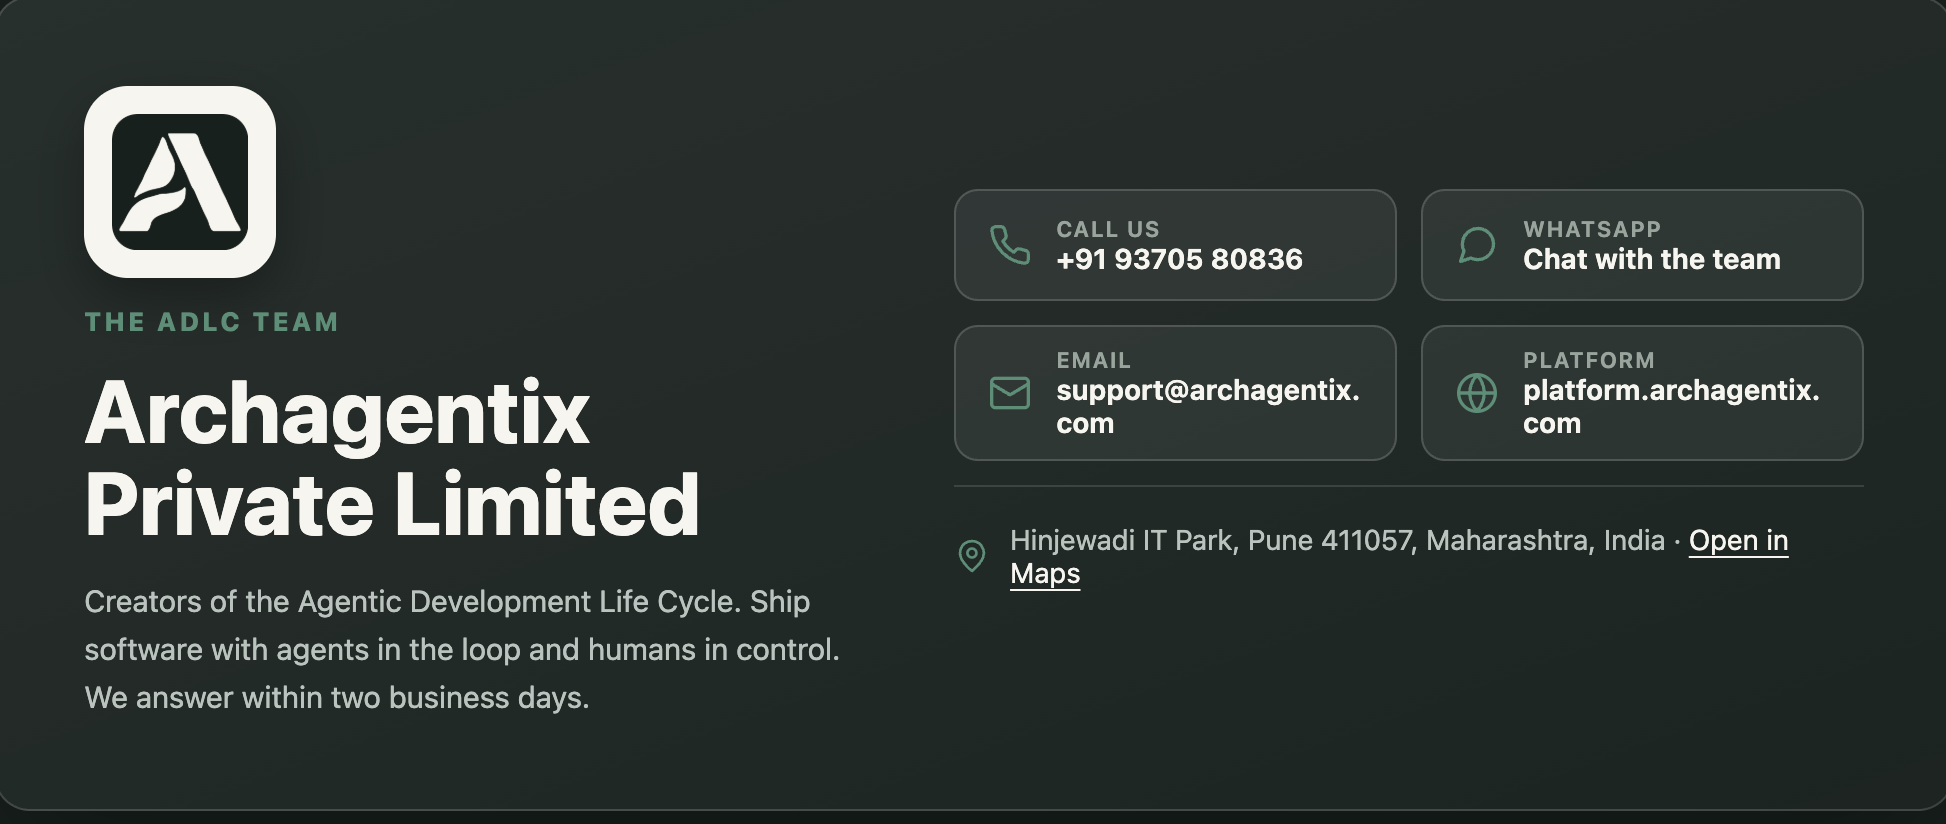 THE ADLC TEAM
Archagentix
Private Limited
Creators of the Agentic Development Life Cycle. Ship
software with agents in the loop and humans in control.
We answer within two business days.
CALL US
+91 93705 80836
WHATSAPP
Chat with the team
EMAIL
support@archagentix.
com
PLATFORM
platform.archagentix.
com
Hinjewadi IT Park, Pune 411057, Maharashtra, India · Open in
Maps